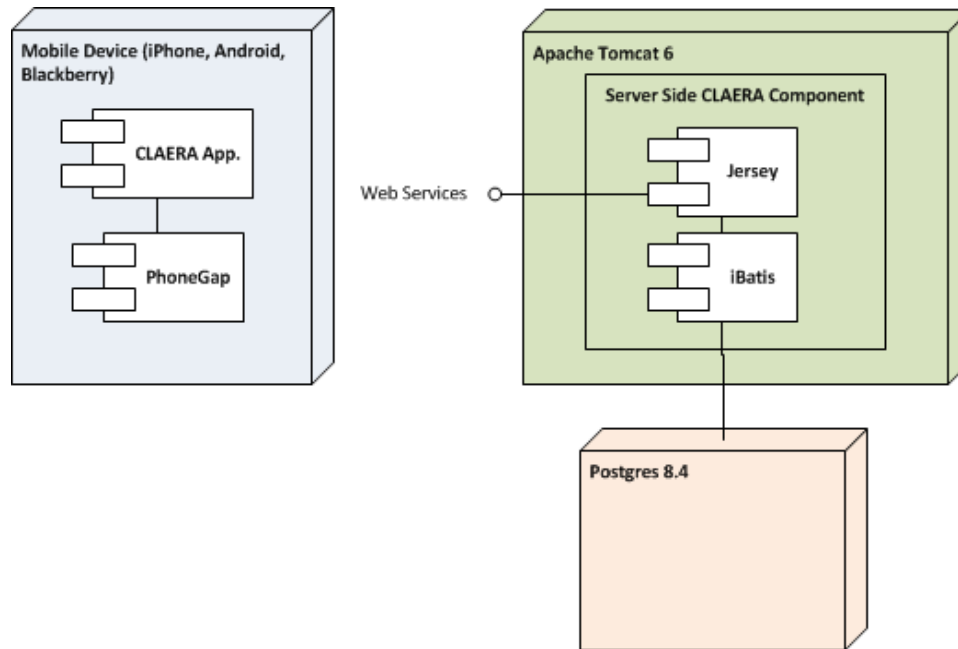 Mobile Device (iPhone, Android,
Blackberry)
CLAERA App.
PhoneGap
Web Services
Apache Tomcat 6
Server Side CLAERA Component
Jersey
iBatis
Postgres 8.4